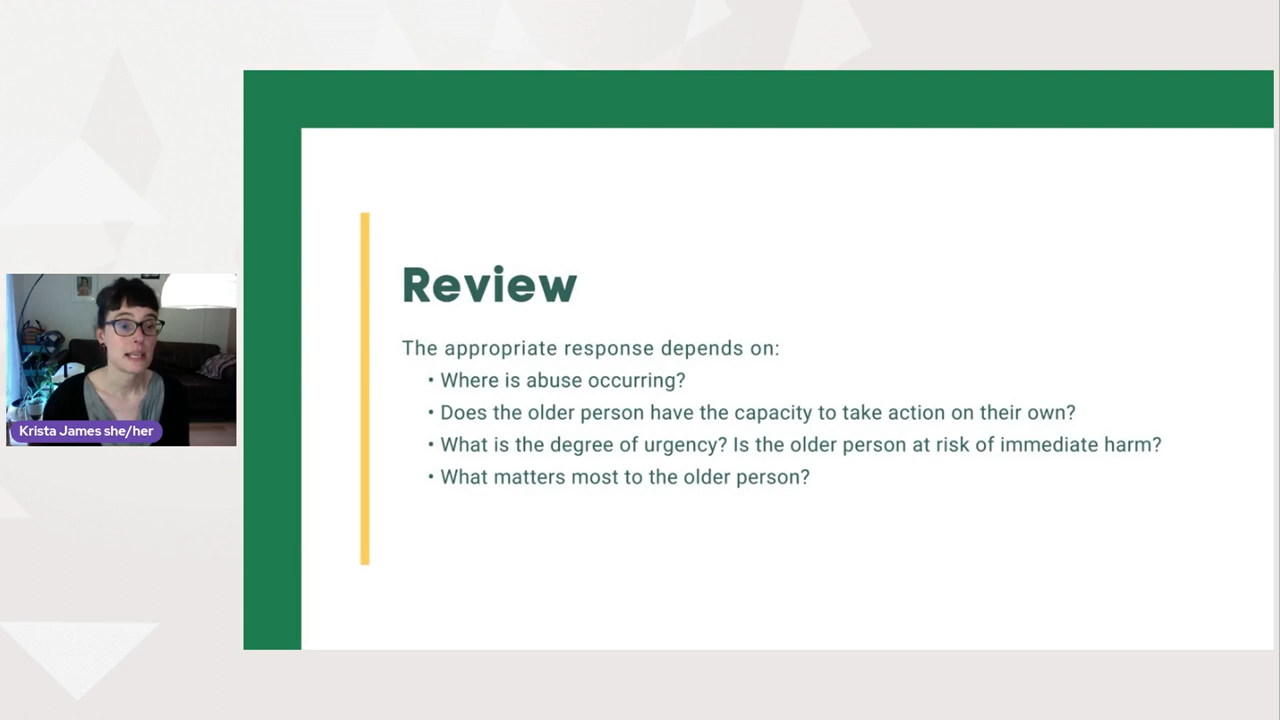 Review
The appropriate response depends on:
• Where is abuse occurring?
• Does the older person have the capacity to take action on their own?
• What is the degree of urgency? Is the older person at risk of immediate harm?
• What matters most to the older person?
Krista James she/her